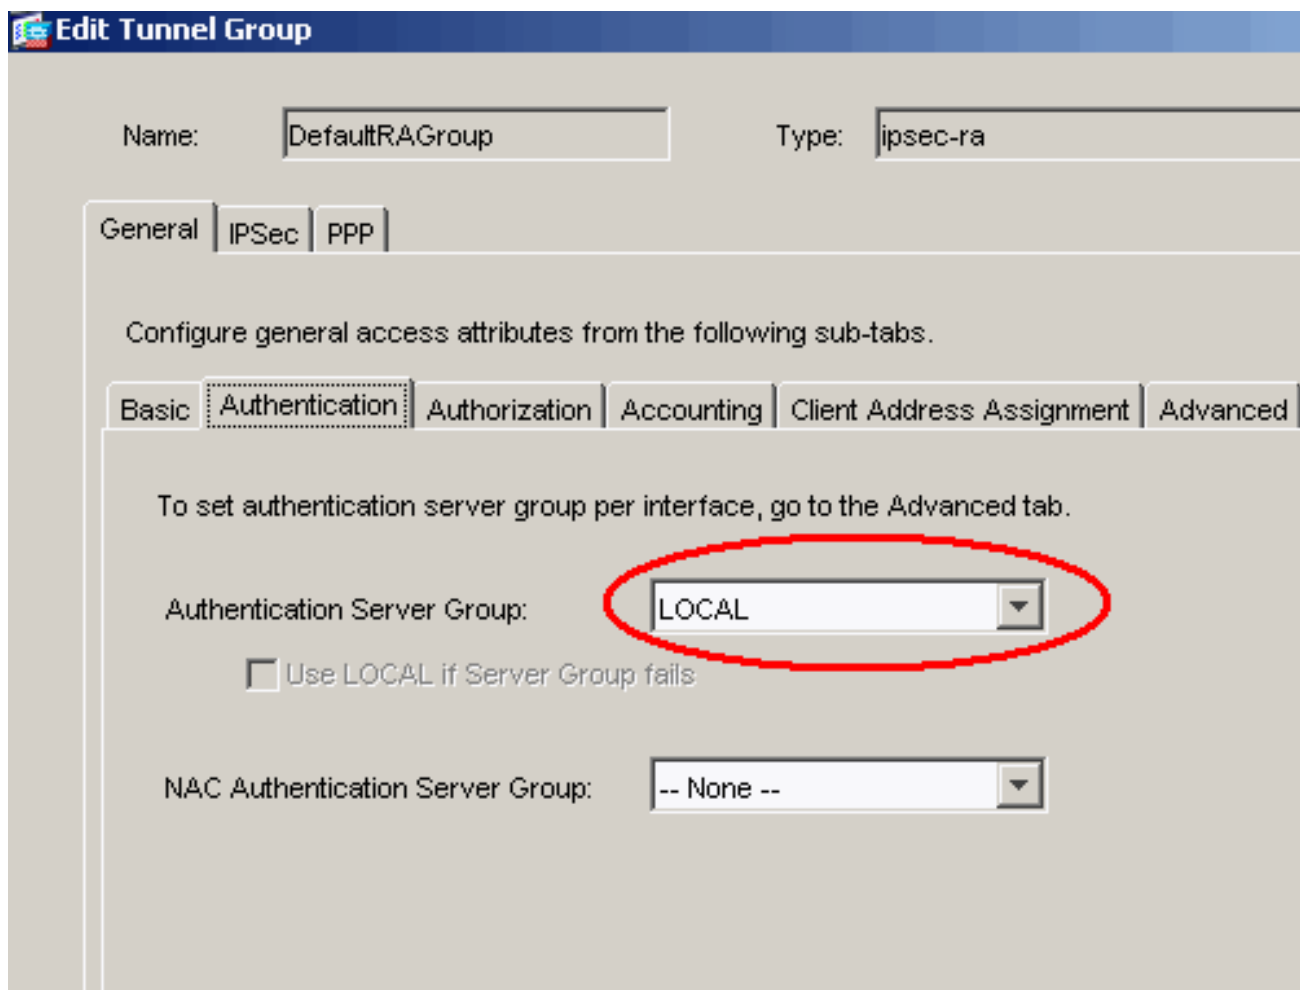 Edit Tunnel Group
Name: DefaultRAGroup Type: ipsec-ra
General IPSec PPP
Configure general access attributes from the following sub-tabs.
Basic Authentication Authorization Accounting Client Address Assignment Advanced
To set authentication server group per interface, go to the Advanced tab.
Authentication Server Group: LOCAL
Use LOCAL if Server Group fails
NAC Authentication Server Group: -- None --